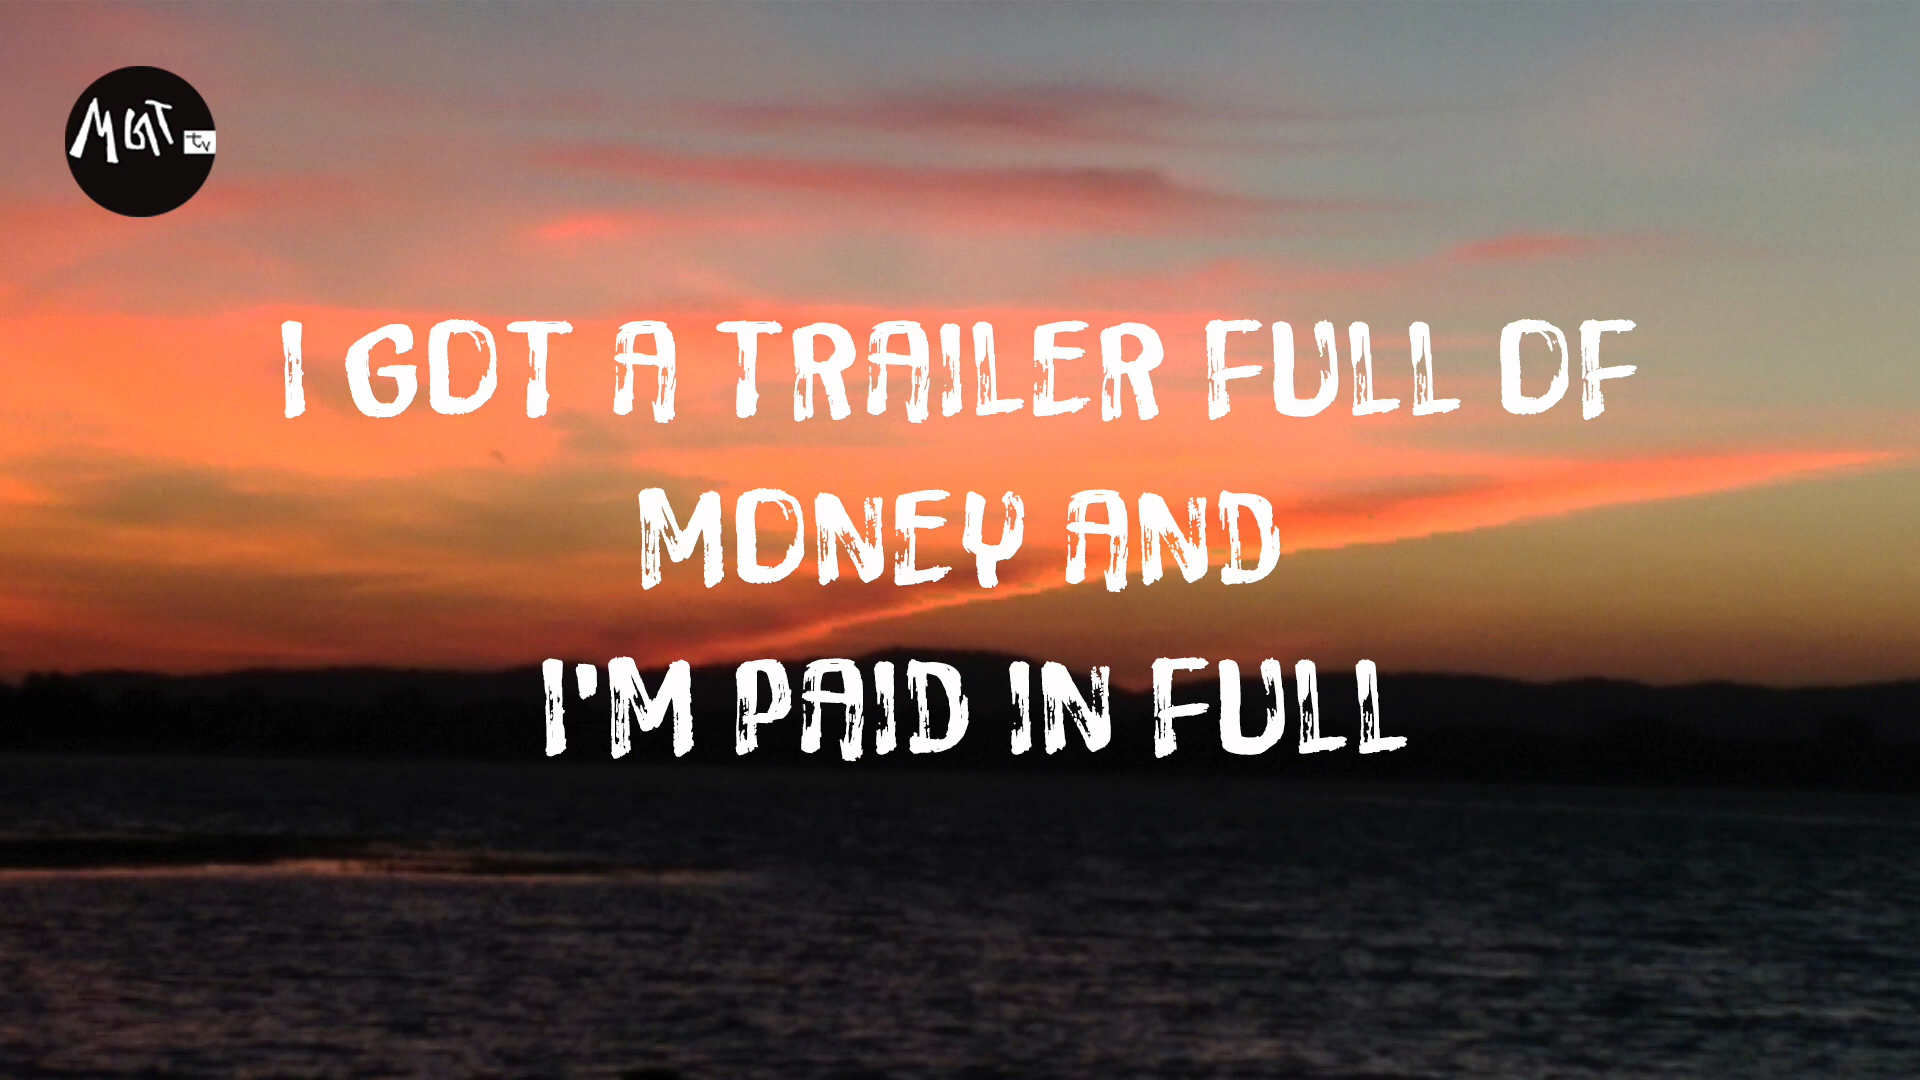 MGT
tv
I GOT A TRAILER FULL OF
MONEY AND
I'M PAID IN FULL